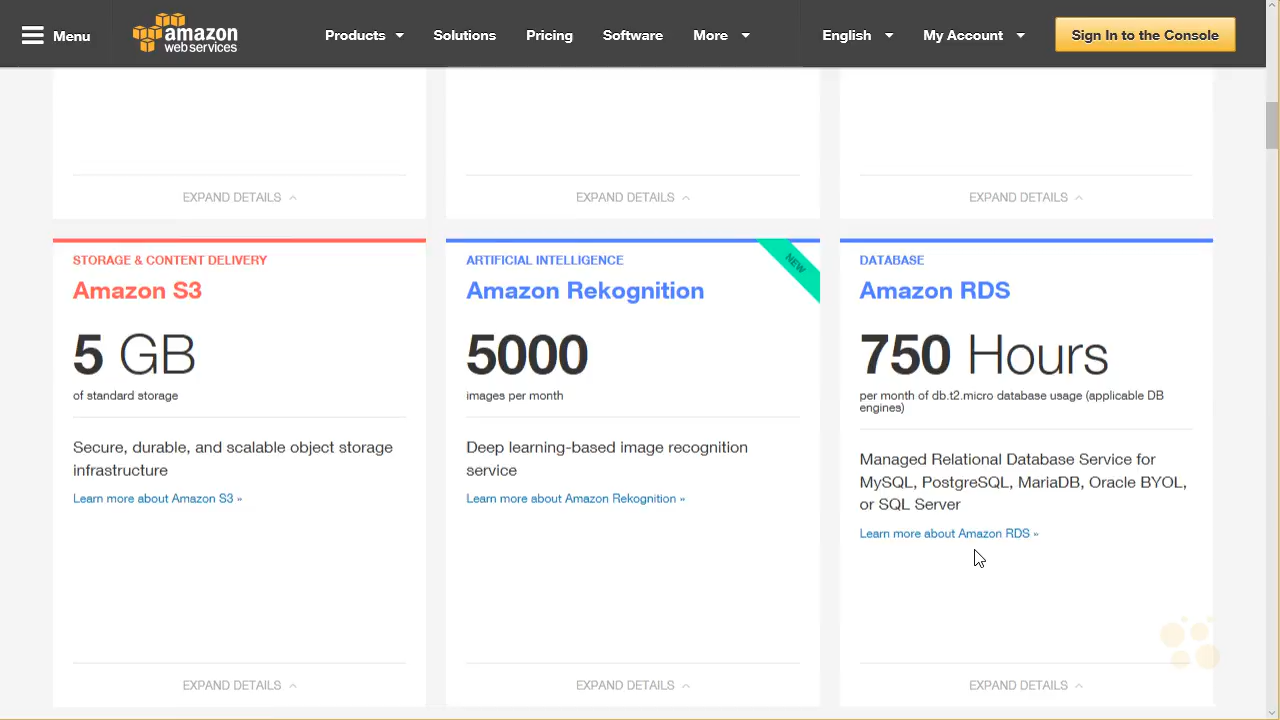 Menu
amazon
web services
Products
Solutions
Pricing
Software
More
English
My Account
Sign In to the Console
EXPAND DETAILS
EXPAND DETAILS
EXPAND DETAILS
STORAGE & CONTENT DELIVERY
Amazon S3
5 GB
of standard storage
Secure, durable, and scalable object storage
infrastructure
Learn more about Amazon S3 »
EXPAND DETAILS
ARTIFICIAL INTELLIGENCE
NEW
Amazon Rekognition
5000
images per month
Deep learning-based image recognition
service
Learn more about Amazon Rekognition »
EXPAND DETAILS
DATABASE
Amazon RDS
750 Hours
per month of db.t2.micro database usage (applicable DB
engines)
Managed Relational Database Service for
MySQL, PostgreSQL, MariaDB, Oracle BYOL,
or SQL Server
Learn more about Amazon RDS »
EXPAND DETAILS